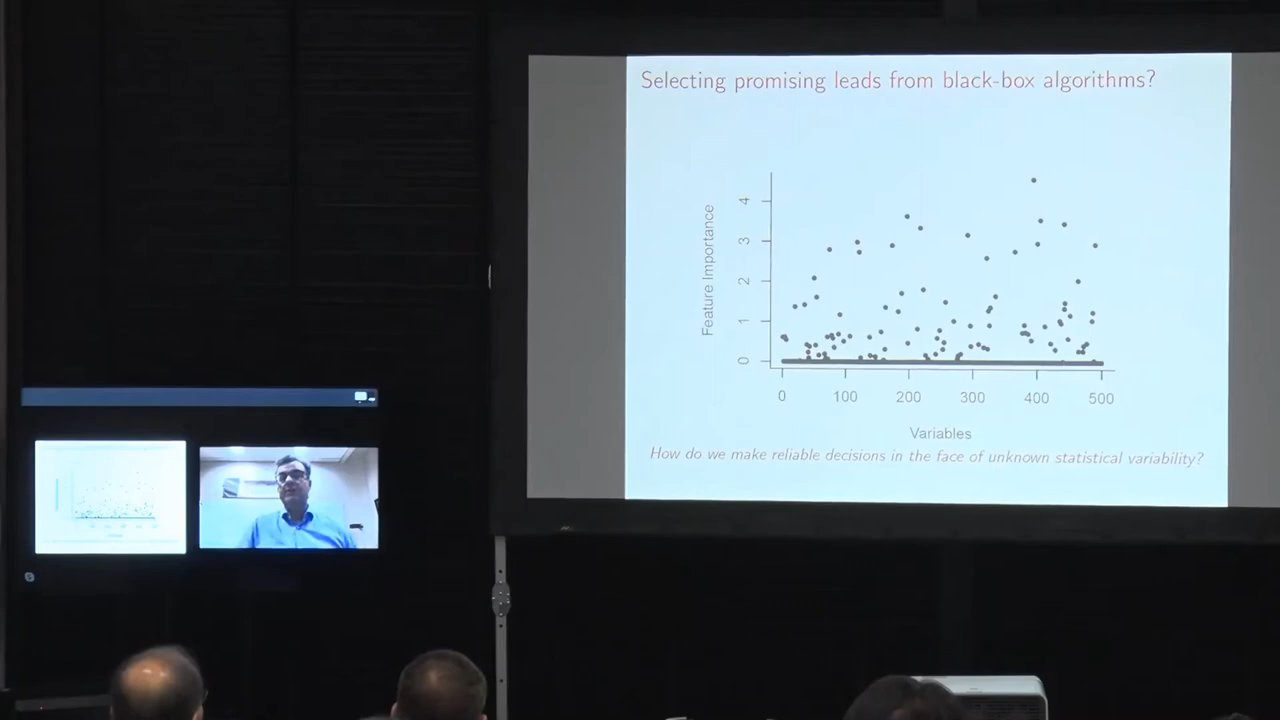 Selecting promising leads from black-box algorithms?
4
3
2
1
0
Feature Importance
0 100 200 300 400 500
Variables
How do we make reliable decisions in the face of unknown statistical variability?